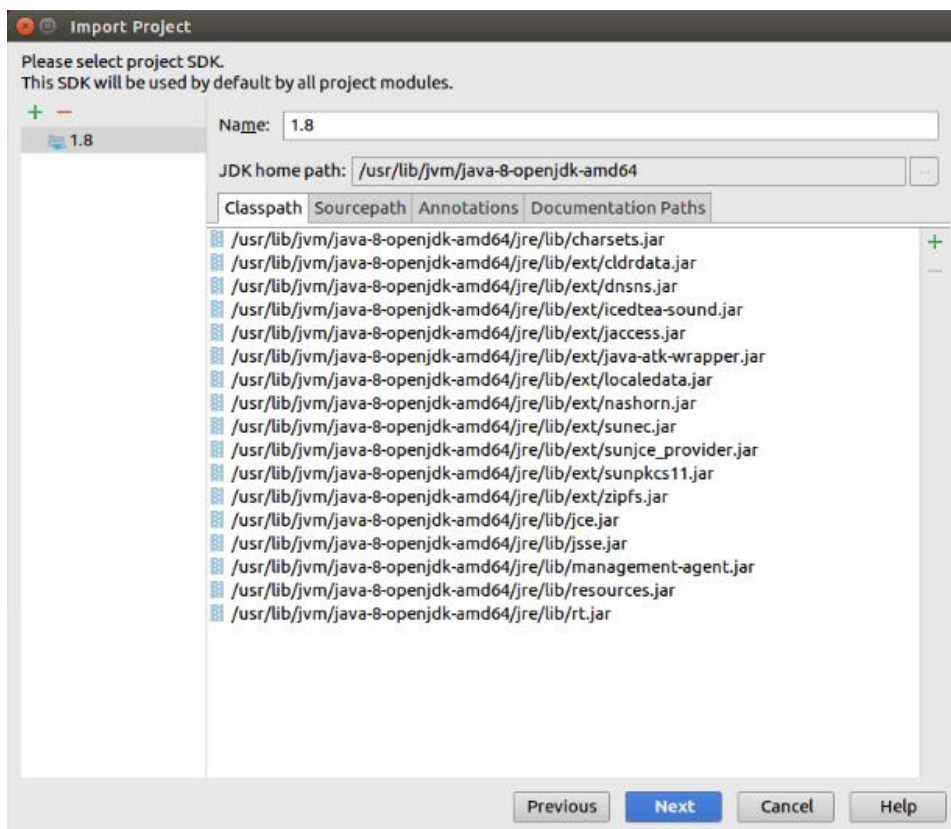 Import Project
Please select project SDK.
This SDK will be used by default by all project modules.
1.8
Name: 1.8
JDK home path: /usr/lib/jvm/java-8-openjdk-amd64
Classpath Sourcepath Annotations Documentation Paths
/usr/lib/jvm/java-8-openjdk-amd64/jre/lib/charsets.jar
/usr/lib/jvm/java-8-openjdk-amd64/jre/lib/ext/cldrdata.jar
/usr/lib/jvm/java-8-openjdk-amd64/jre/lib/ext/dnsns.jar
/usr/lib/jvm/java-8-openjdk-amd64/jre/lib/ext/icedtea-sound.jar
/usr/lib/jvm/java-8-openjdk-amd64/jre/lib/ext/jaccess.jar
/usr/lib/jvm/java-8-openjdk-amd64/jre/lib/ext/java-atk-wrapper.jar
/usr/lib/jvm/java-8-openjdk-amd64/jre/lib/ext/localedata.jar
/usr/lib/jvm/java-8-openjdk-amd64/jre/lib/ext/nashorn.jar
/usr/lib/jvm/java-8-openjdk-amd64/jre/lib/ext/sunec.jar
/usr/lib/jvm/java-8-openjdk-amd64/jre/lib/ext/sunjce_provider.jar
/usr/lib/jvm/java-8-openjdk-amd64/jre/lib/ext/sunpkcs11.jar
/usr/lib/jvm/java-8-openjdk-amd64/jre/lib/ext/zipfs.jar
/usr/lib/jvm/java-8-openjdk-amd64/jre/lib/jce.jar
/usr/lib/jvm/java-8-openjdk-amd64/jre/lib/jsse.jar
/usr/lib/jvm/java-8-openjdk-amd64/jre/lib/management-agent.jar
/usr/lib/jvm/java-8-openjdk-amd64/jre/lib/resources.jar
/usr/lib/jvm/java-8-openjdk-amd64/jre/lib/rt.jar
Previous Next Cancel Help